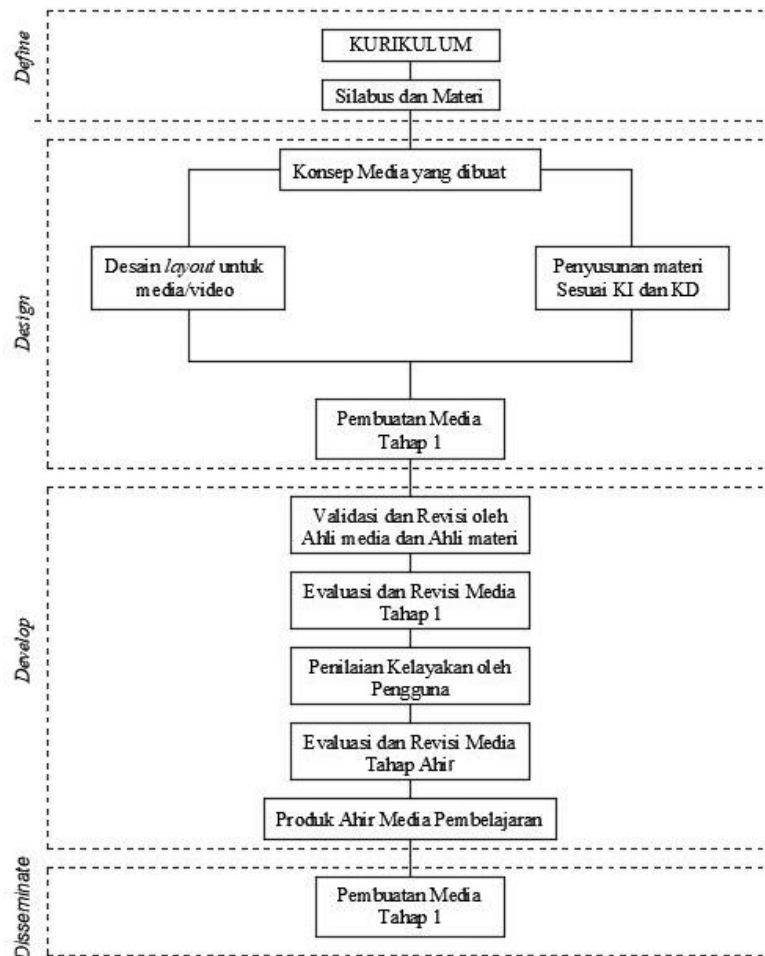 Define
KURIKULUM
Silabus dan Materi
Design
Konsep Media yang dibuat
Desain layout untuk
media/video
Penyusunan materi
Sesuai KI dan KD
Pembuatan Media
Tahap 1
Develop
Validasi dan Revisi oleh
Ahli media dan Ahli materi
Evaluasi dan Revisi Media
Tahap 1
Penilaian Kelayakan oleh
Pengguna
Evaluasi dan Revisi Media
Tahap Ahir
Produk Ahir Media Pembelajaran
Disseminate
Pembuatan Media
Tahap 1